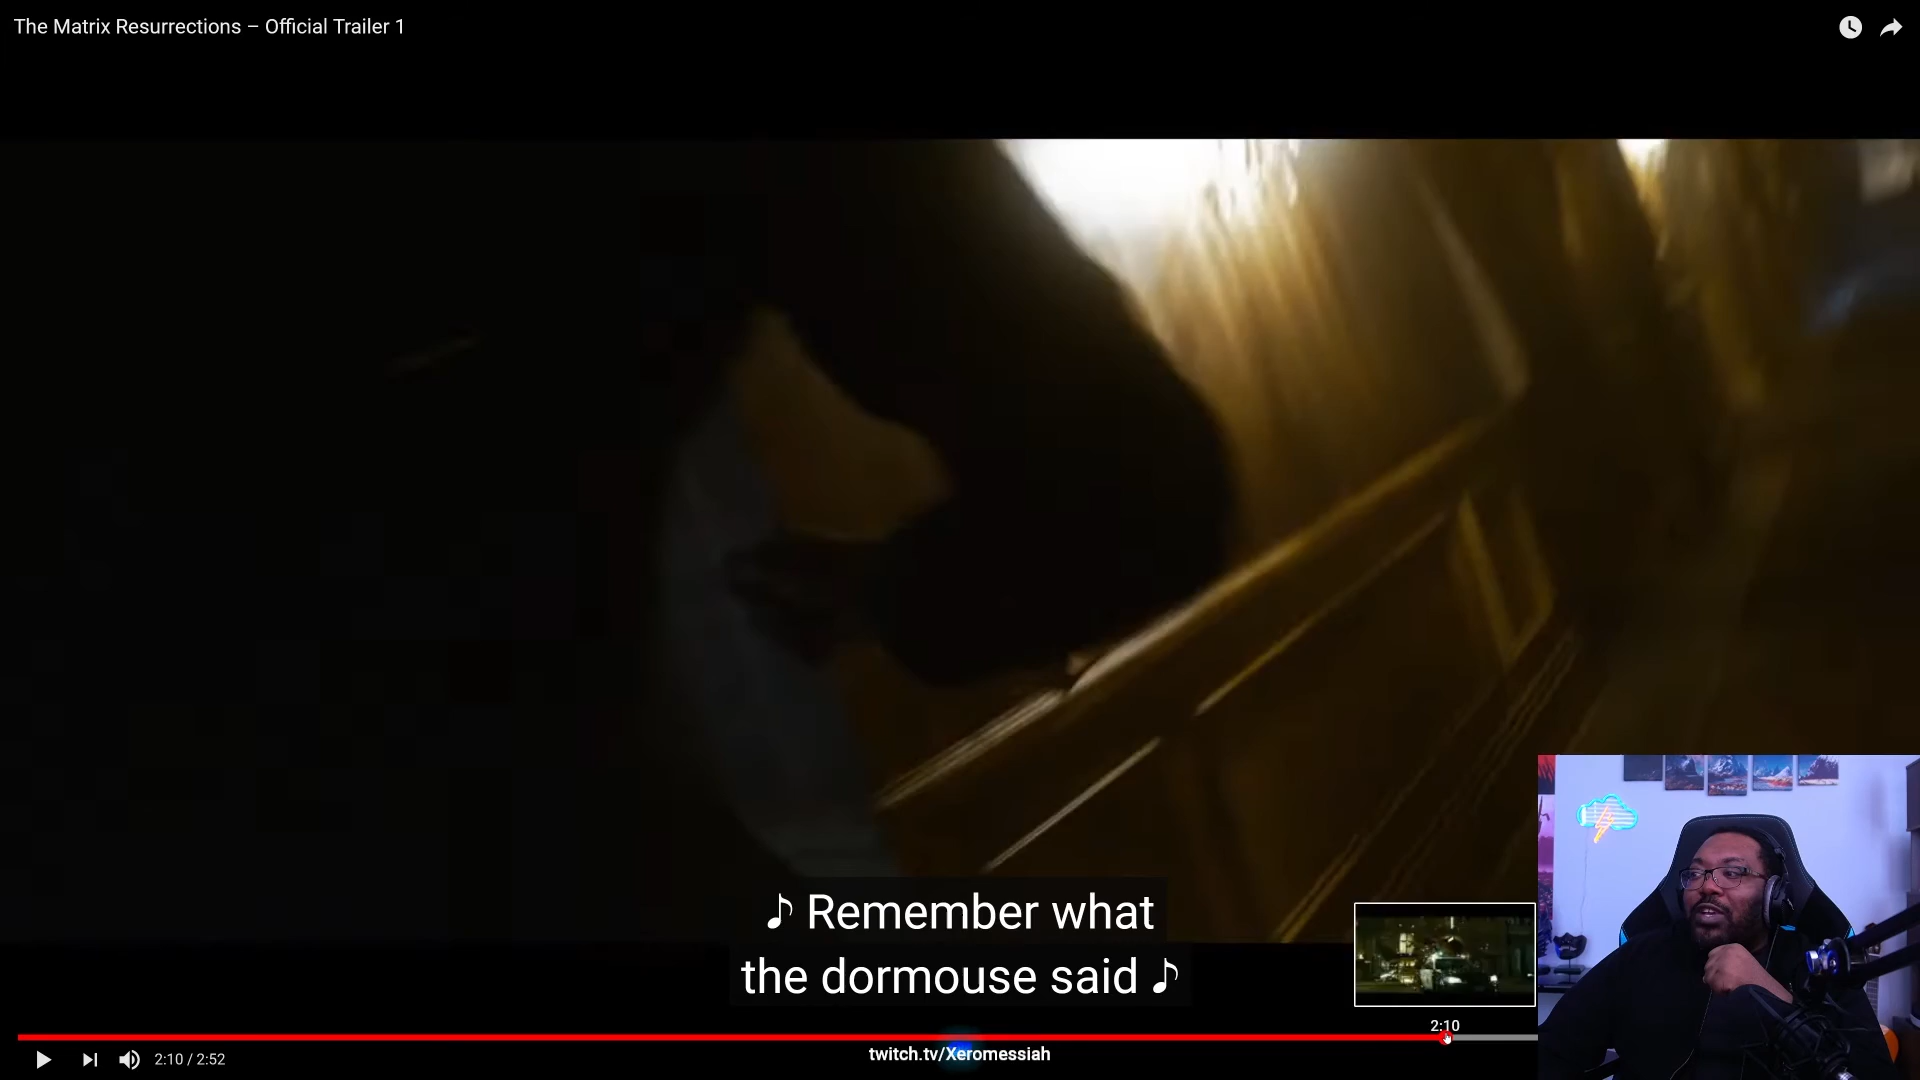 The Matrix Resurrections – Official Trailer 1
♪ Remember what
the dormouse said ♪
2:10
twitch.tv/Xeromessiah
2:10 / 2:52